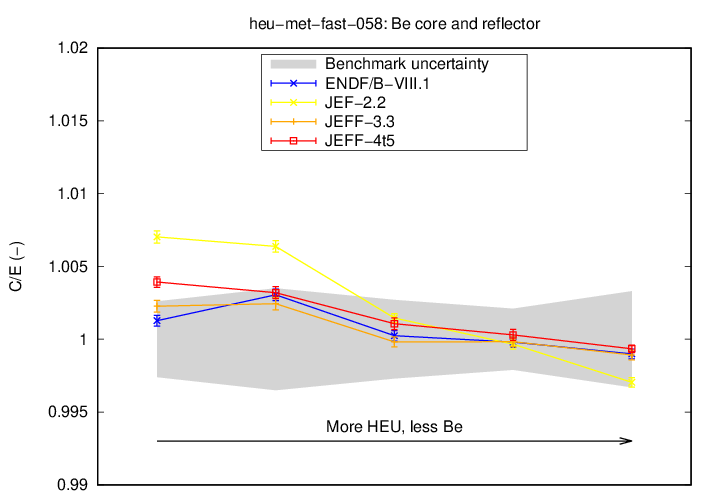 heu-met-fast-058: Be core and reflector
1.02
1.015
1.01
1.005
1
0.995
0.99
C/E (-)
Benchmark uncertainty
ENDF/B-VIII.1
JEF-2.2
JEFF-3.3
JEFF-4t5
More HEU, less Be